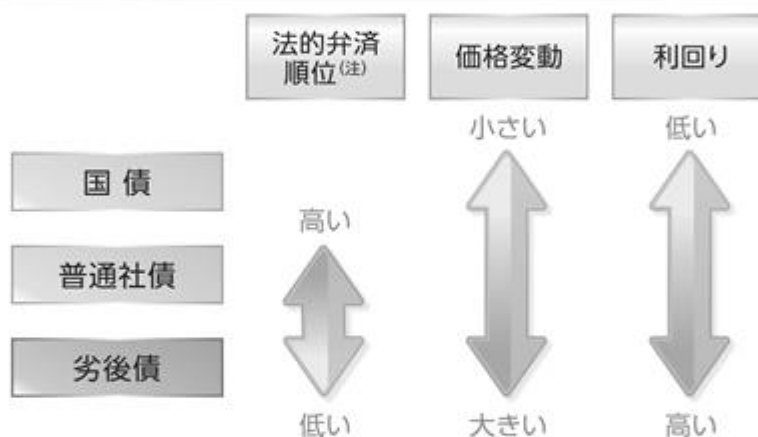 法的弁済
順位(注)
価格変動
利回り
小さい
低い
国債
高い
普通社債
劣後債
低い
大きい
高い